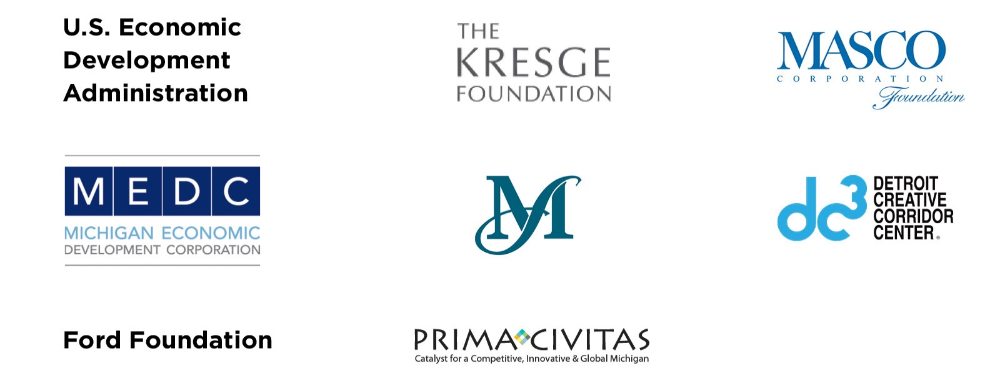 U.S. Economic
Development
Administration
THE
KRESGE
FOUNDATION
MASCO
CORPORATION
Foundation
MEDC
MICHIGAN ECONOMIC
DEVELOPMENT CORPORATION
M
dc3
DETROIT
CREATIVE
CORRIDOR
CENTER®
Ford Foundation
PRIMA CIVITAS
Catalyst for a Competitive, Innovative & Global Michigan